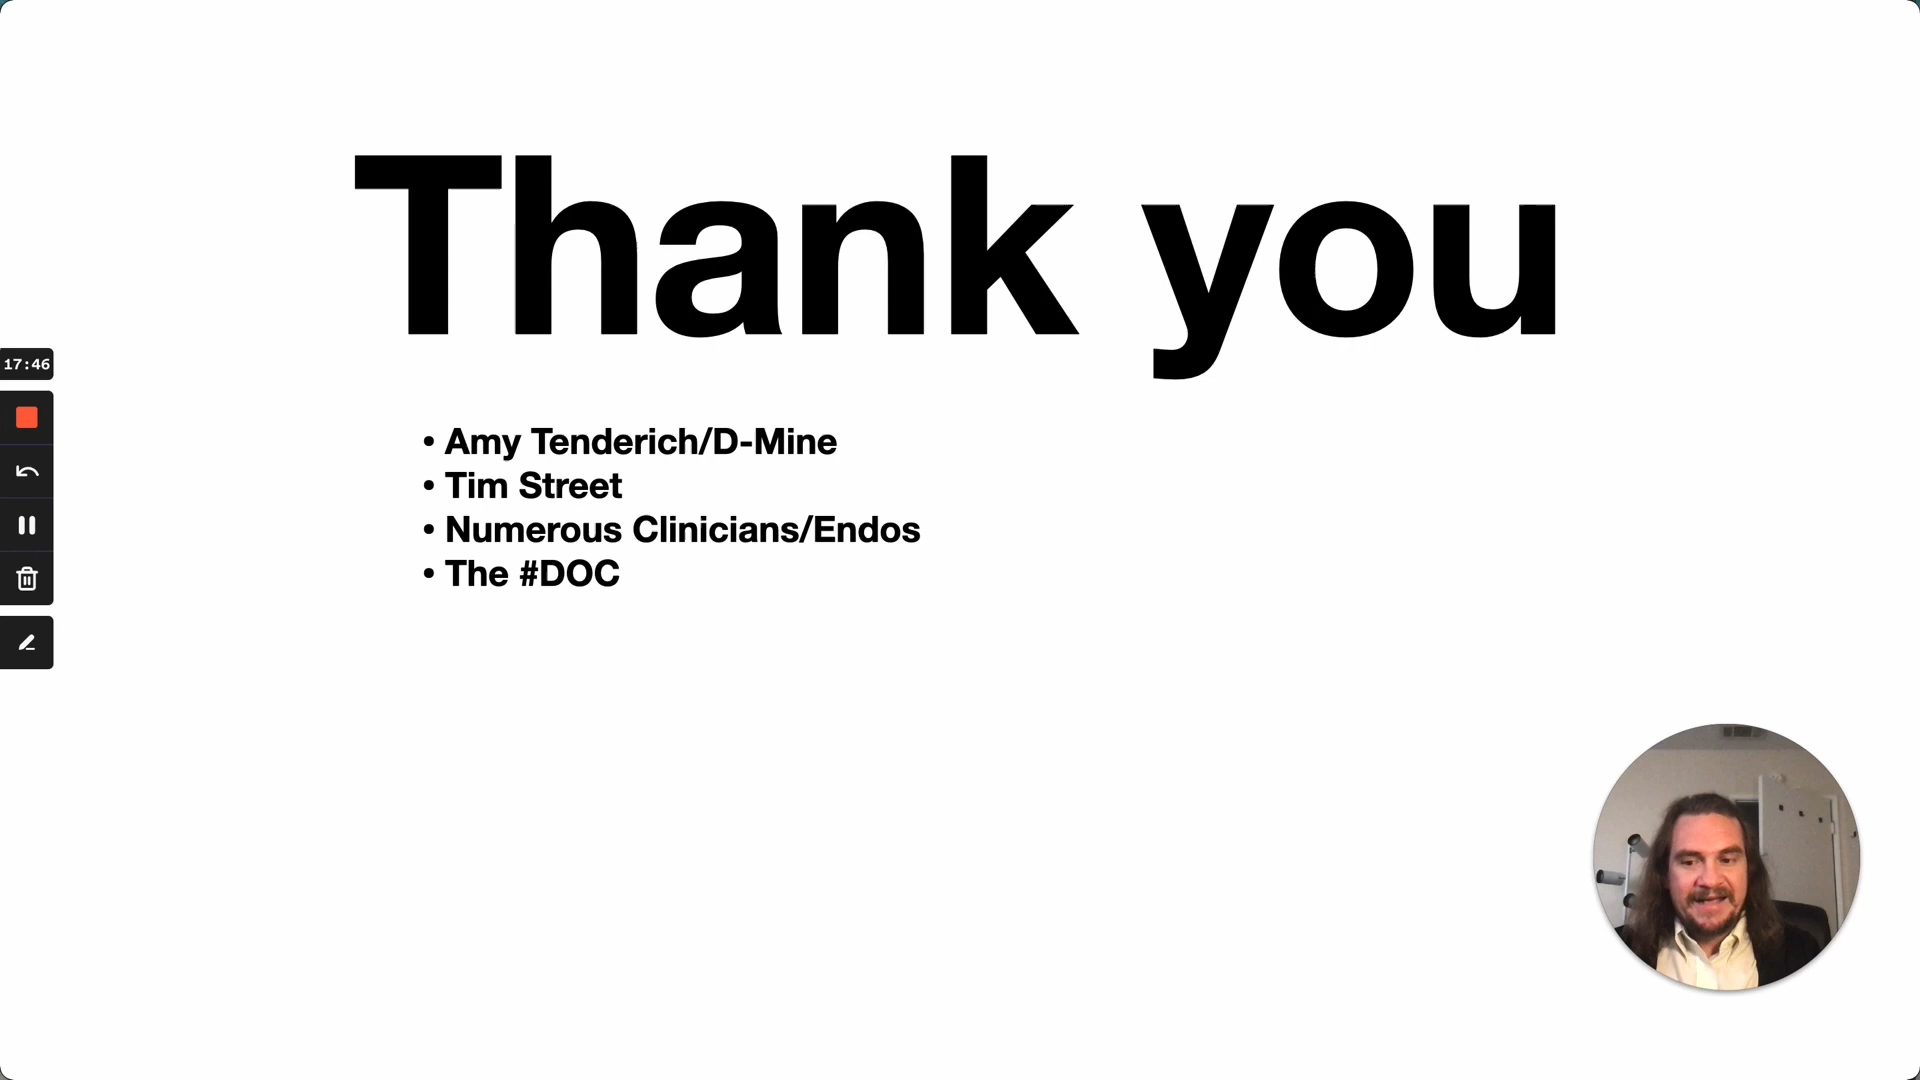 Thank you
17:46
• Amy Tenderich/D-Mine
• Tim Street
• Numerous Clinicians/Endos
• The #DOC